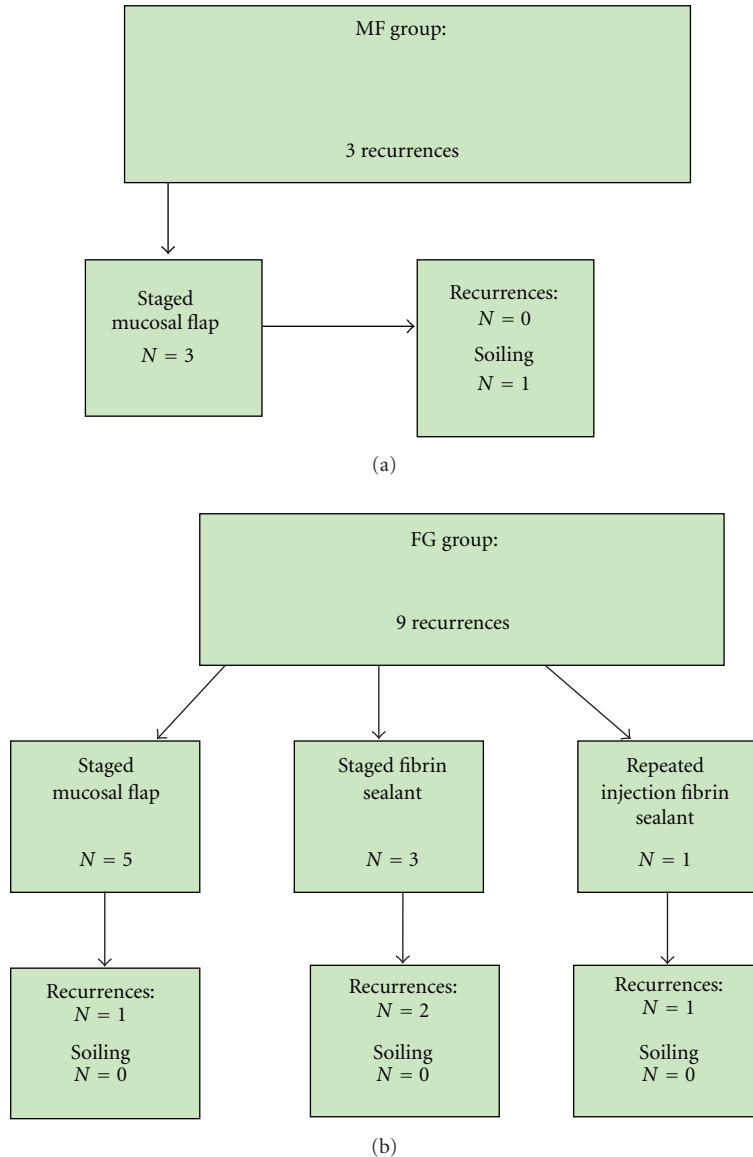 MF group:
3 recurrences
Staged
mucosal flap
N = 3
Recurrences:
N = 0
Soiling
N = 1
(a)
FG group:
9 recurrences
Staged
mucosal flap
N = 5
Staged fibrin
sealant
N = 3
Repeated
injection fibrin
sealant
N = 1
Recurrences:
N = 1
Soiling
N = 0
Recurrences:
N = 2
Soiling
N = 0
Recurrences:
N = 1
Soiling
N = 0
(b)